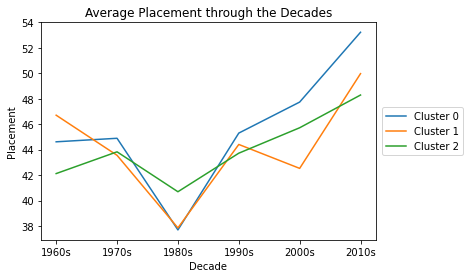 Average Placement through the Decades
54
52
50
48
46
44
42
40
38
Placement
1960s 1970s 1980s 1990s 2000s 2010s
Decade
Cluster 0
Cluster 1
Cluster 2